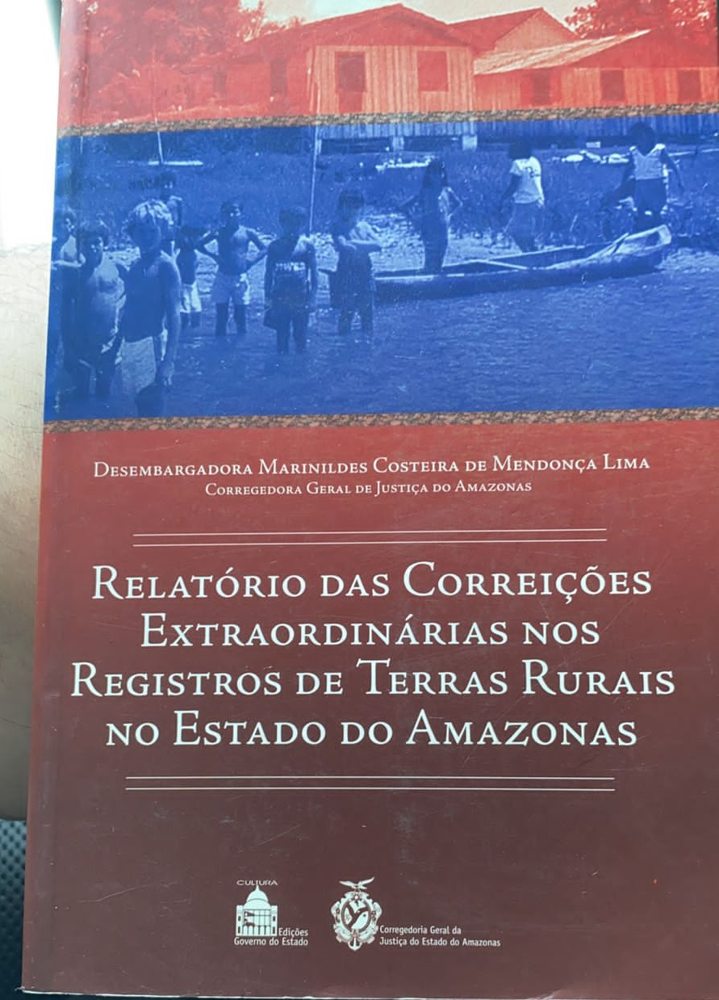 Desembargadora Marinildes Costeira de Mendonça Lima
Corregedora Geral de Justiça do Amazonas
Relatório das Correições
Extraordinárias nos
Registros de Terras Rurais
no Estado do Amazonas
CULTURA
Edições
Governo do Estado
Corregedoria Geral da
Justiça do Estado do Amazonas